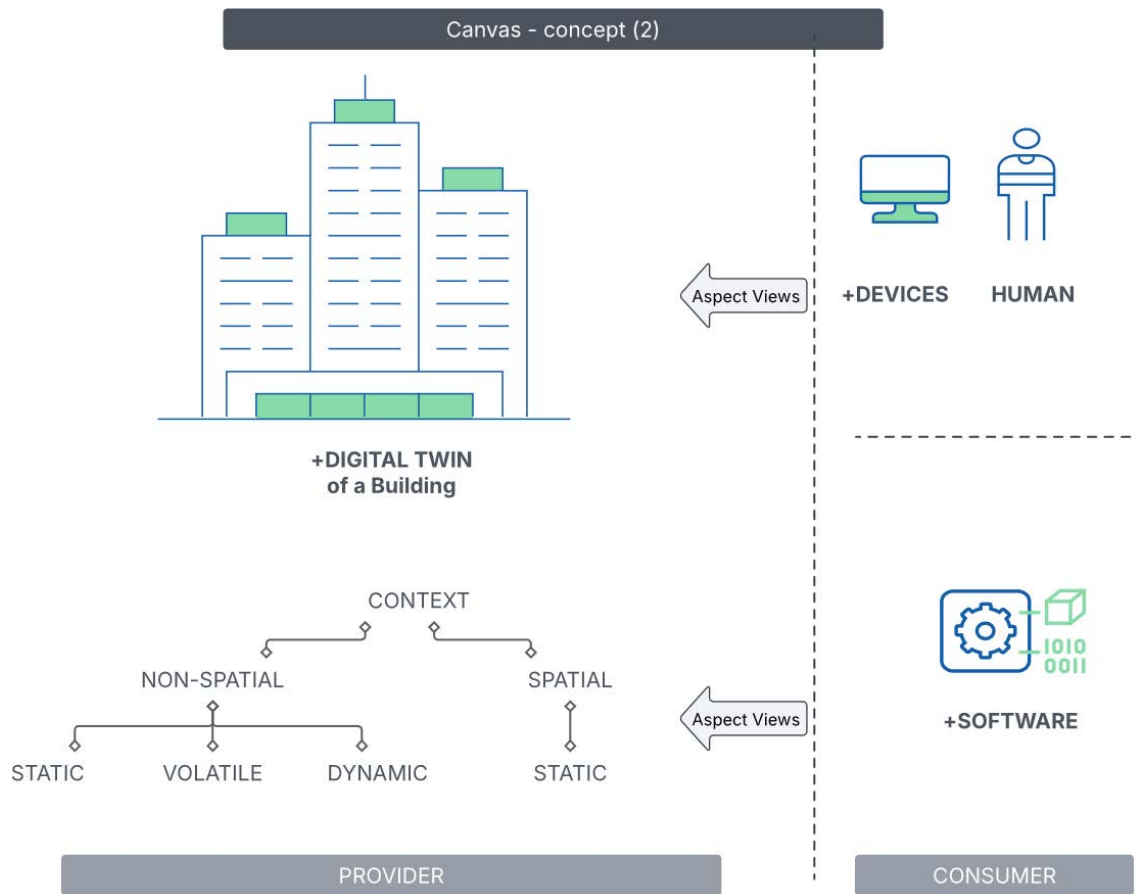 Canvas - concept (2)
Aspect Views
+DEVICES
HUMAN
+DIGITAL TWIN
of a Building
CONTEXT
NON-SPATIAL
SPATIAL
STATIC
VOLATILE
DYNAMIC
STATIC
Aspect Views
1010
0011
+SOFTWARE
PROVIDER
CONSUMER